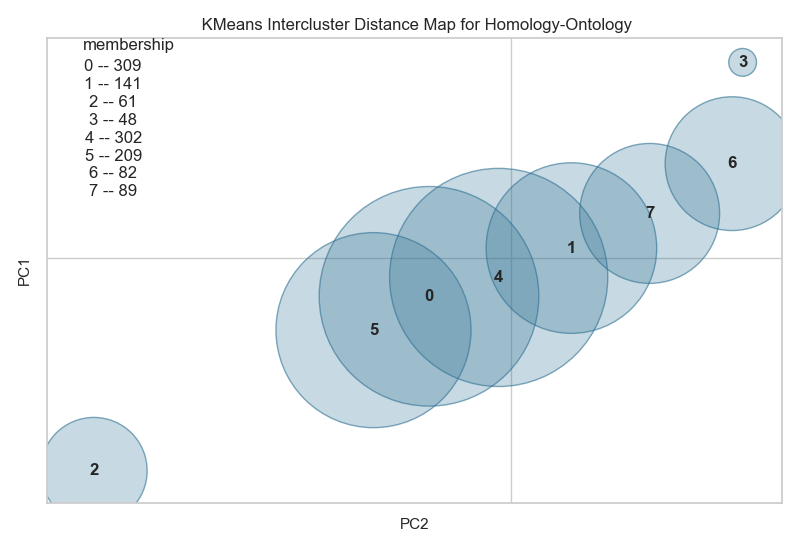 KMeans Intercluster Distance Map for Homology-Ontology
membership
0 -- 309
1 -- 141
2 -- 61
3 -- 48
4 -- 302
5 -- 209
6 -- 82
7 -- 89
3
6
7
1
4
0
5
2
PC1
PC2